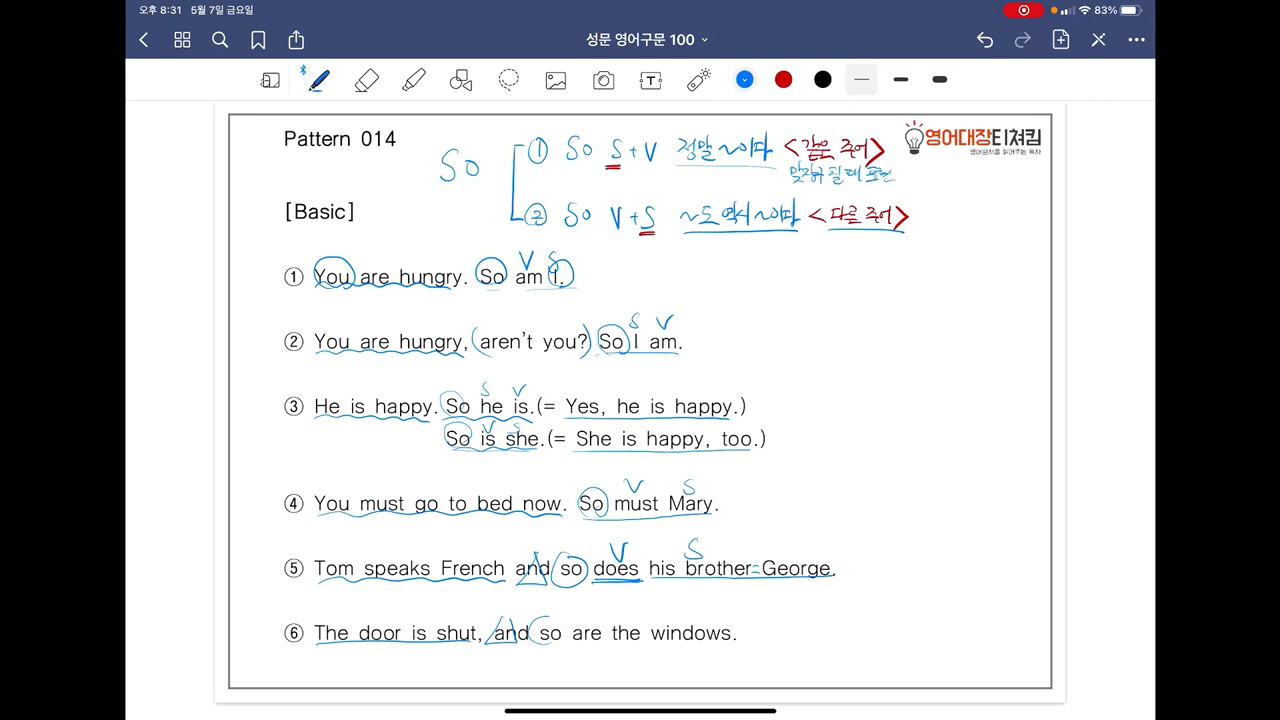 오후 8:31 5월 7일 금요일
83%
성문 영어구문 100
Pattern 014
영어대장티쳐킴
So
① So S+V 정말 ~이다 <같은 주어>
맞장구 칠 때 표현
② So V+S ~도 역시 ~이다 <다른 주어>
[Basic]
V S
① You are hungry. So am I.
S V
② You are hungry, (aren't you?) So I am.
S V
③ He is happy. So he is.(= Yes, he is happy.)
V S
So is she.(= She is happy, too.)
V S
④ You must go to bed now. So must Mary.
V S
⑤ Tom speaks French and so does his brother=George.
⑥ The door is shut, and so are the windows.